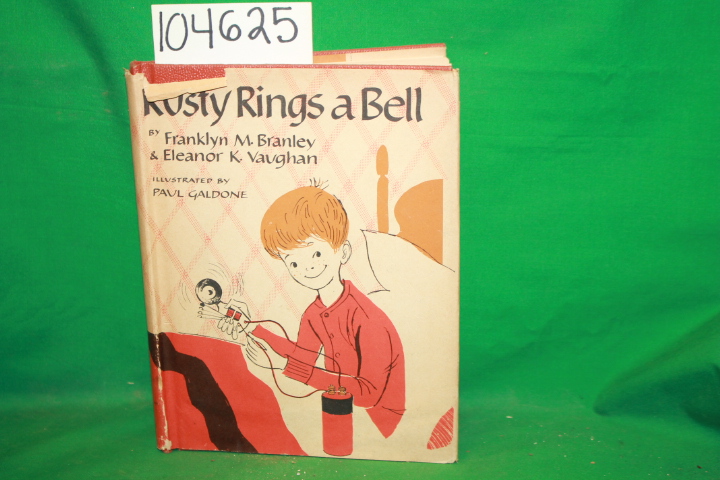 104625
Rusty Rings a Bell
BY Franklyn M. Branley
& Eleanor K. Vaughan
ILLUSTRATED BY
PAUL GALDONE